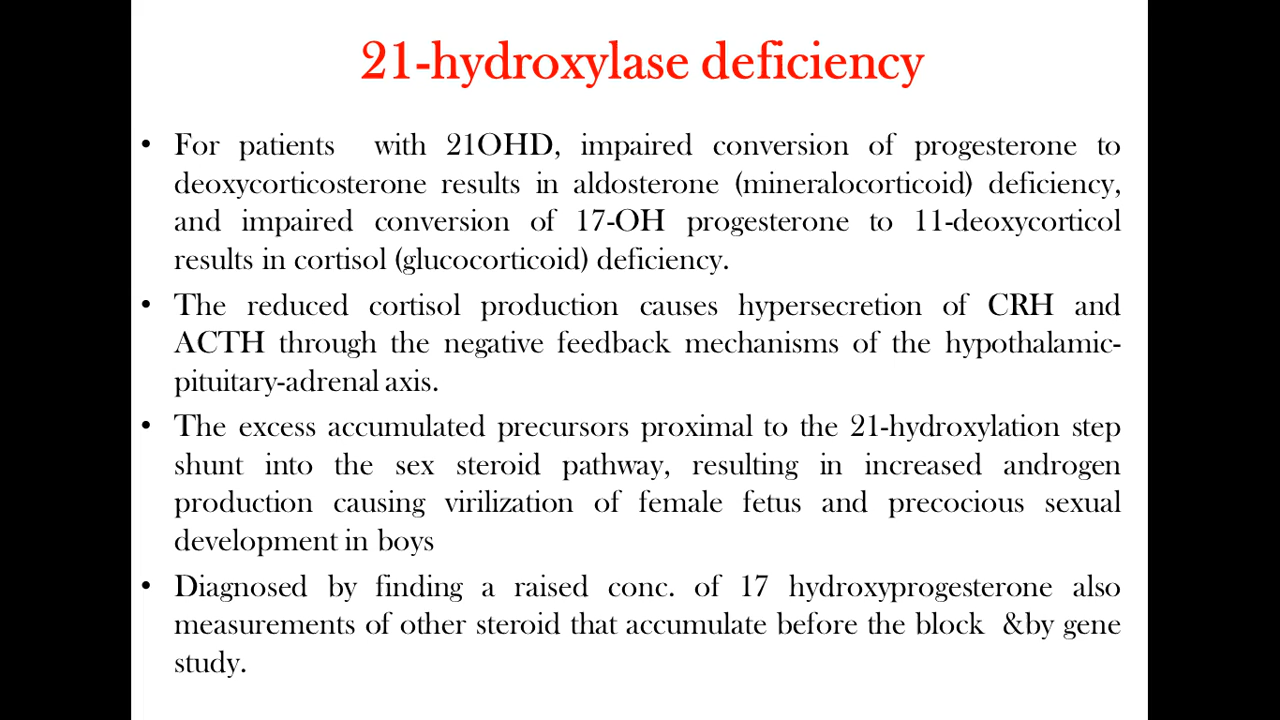 21-hydroxylase deficiency
• For patients with 21OHD, impaired conversion of progesterone to
deoxycorticosterone results in aldosterone (mineralocorticoid) deficiency,
and impaired conversion of 17-OH progesterone to 11-deoxycorticol
results in cortisol (glucocorticoid) deficiency.
• The reduced cortisol production causes hypersecretion of CRH and
ACTH through the negative feedback mechanisms of the hypothalamic-
pituitary-adrenal axis.
• The excess accumulated precursors proximal to the 21-hydroxylation step
shunt into the sex steroid pathway, resulting in increased androgen
production causing virilization of female fetus and precocious sexual
development in boys
• Diagnosed by finding a raised conc. of 17 hydroxyprogesterone also
measurements of other steroid that accumulate before the block &by gene
study.